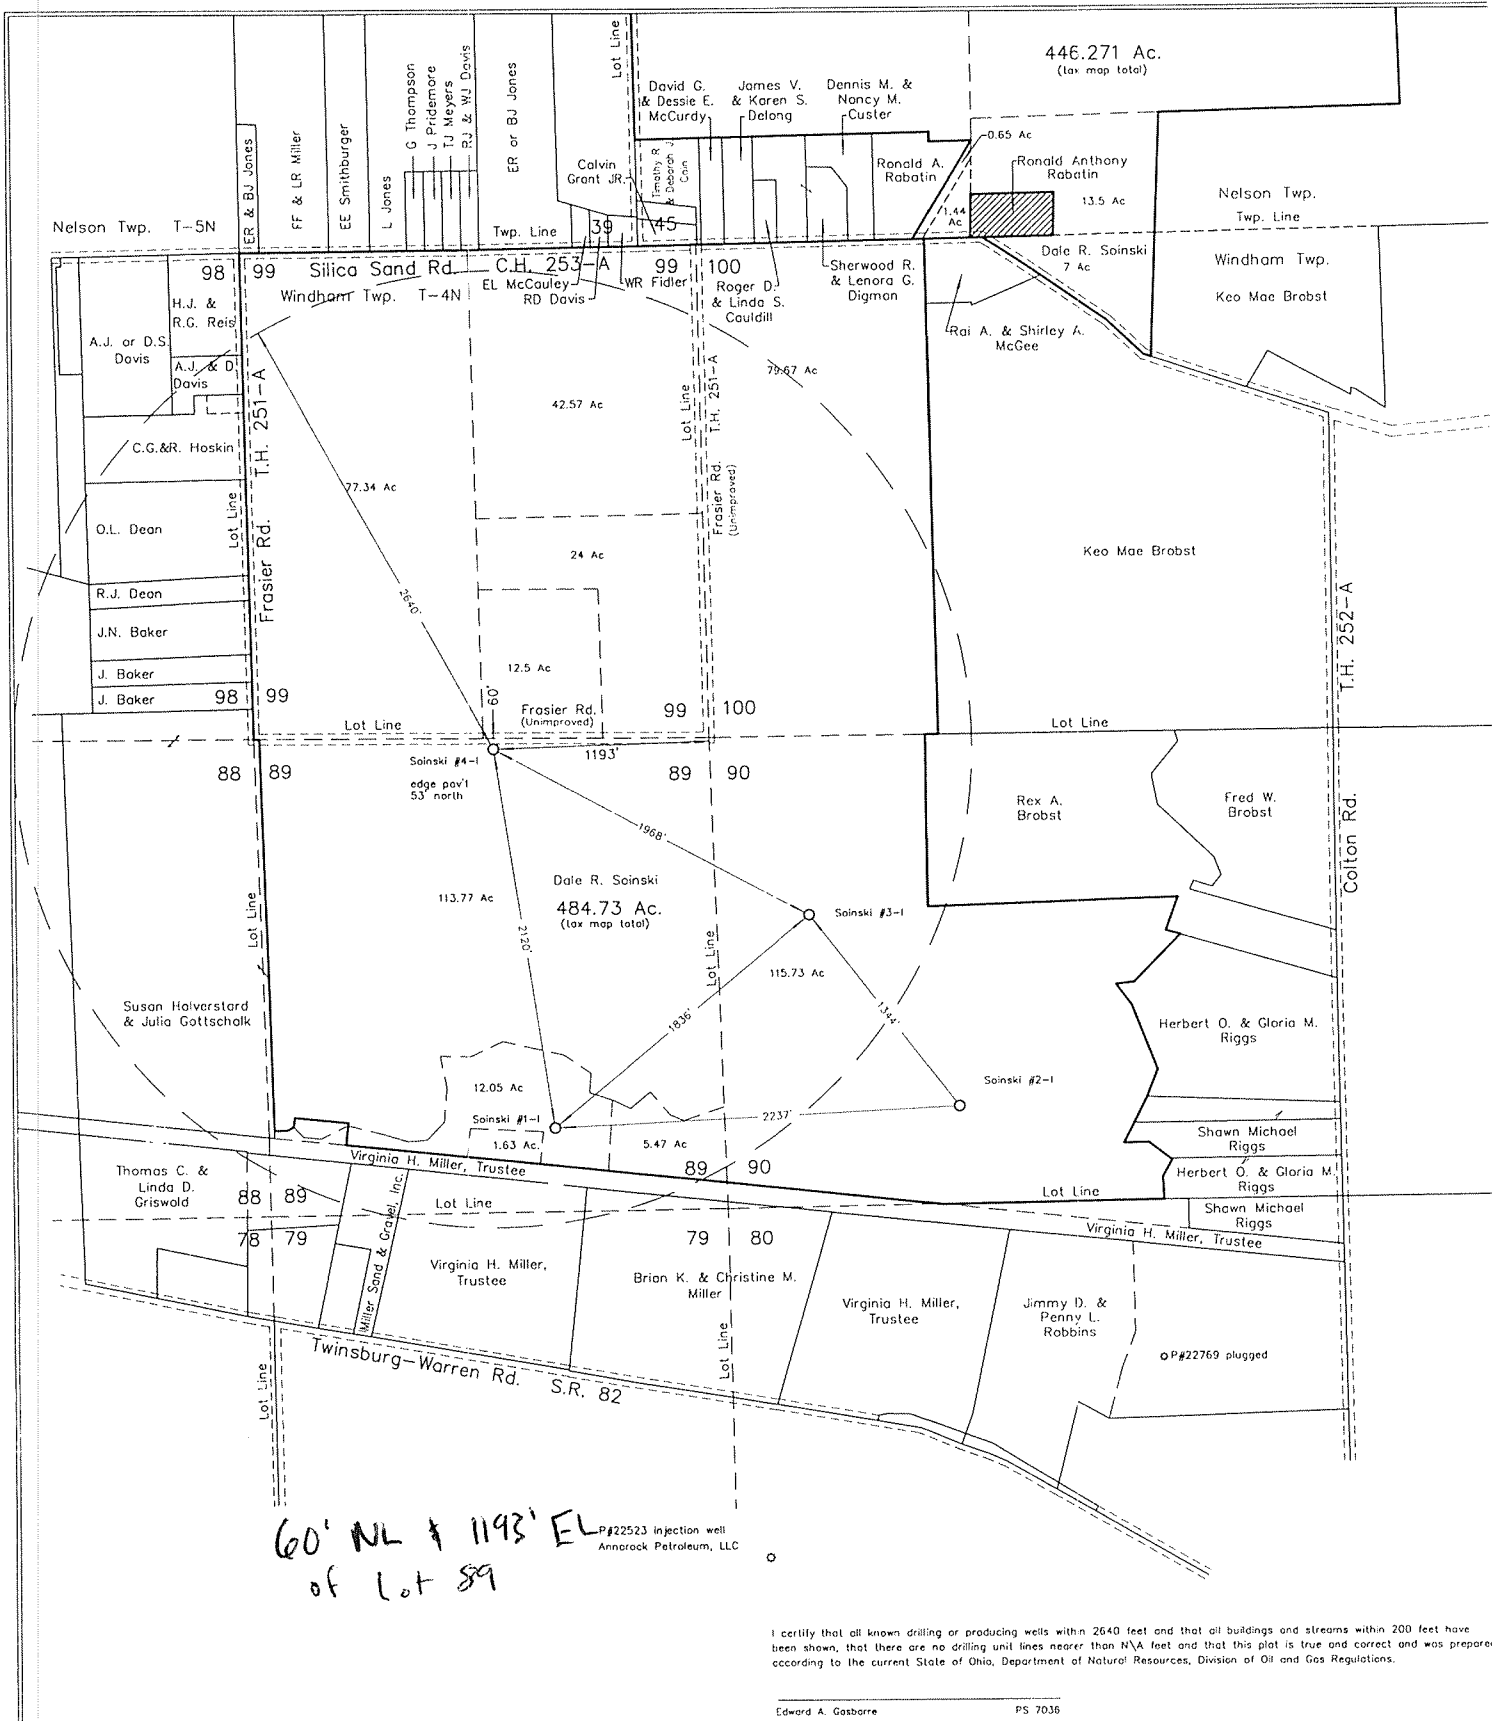 446.271 Ac.
(tax map total)
Lot Line
G Thompson
J Pridemore
TJ Meyers
RJ & WJ Davis
ER or BJ Jones
ER & BJ Jones
FF & LR Miller
EE Smithburger
L Jones
David G.
& Dessie E.
McCurdy
James V.
& Karen S.
Delong
Dennis M. &
Nancy M.
Custer
Calvin
Grant JR.
Timothy R
& Deborah J
Cain
Ronald A.
Rabatin
0.65 Ac
Ronald Anthony
Rabatin
13.5 Ac
1.44
Ac
Nelson Twp.
Twp. Line
Nelson Twp. T-5N
Twp. Line
39
45
Dale R. Soinski
7 Ac
Windham Twp.
Keo Mae Brobst
98
99
Silica Sand Rd.
C.H. 253-A
99
100
Windham Twp. T-4N
EL McCauley
RD Davis
WR Fidler
Roger D.
& Linda S.
Cauldill
Sherwood R.
& Lenora G.
Digman
Rai A. & Shirley A.
McGee
H.J. &
R.G. Reis
A.J. or D.S.
Davis
A.J. & D.
Davis
C.G.&R. Hoskin
O.L. Dean
R.J. Dean
J.N. Baker
J. Baker
J. Baker
98
99
Lot Line
Frasier Rd. T.H. 251-A
77.34 Ac
42.57 Ac
79.67 Ac
Lot Line
Frasier Rd. T.H. 251-A
(Unimproved)
24 Ac
2640'
12.5 Ac
60'
Keo Mae Brobst
T.H. 252-A
Colton Rd.
Lot Line
Frasier Rd.
(Unimproved)
99
100
Lot Line
1193'
Soinski #4-I
edge pav't
53' north
88
89
89
90
Rex A.
Brobst
Fred W.
Brobst
1968'
Dale R. Soinski
484.73 Ac.
(tax map total)
113.77 Ac
2120'
Soinski #3-I
115.73 Ac
Lot Line
Lot Line
1836'
1344'
Susan Halverstard
& Julia Gottschalk
Herbert O. & Gloria M.
Riggs
12.05 Ac
Soinski #1-I
Soinski #2-I
2237'
1.63 Ac.
5.47 Ac
Shawn Michael
Riggs
Herbert O. & Gloria M.
Riggs
Shawn Michael
Riggs
Virginia H. Miller, Trustee
89
90
Lot Line
Thomas C. &
Linda D.
Griswold
88
89
Lot Line
Virginia H. Miller, Trustee
78
79
79
80
Miller Sand & Gravel, Inc.
Virginia H. Miller,
Trustee
Brian K. & Christine M.
Miller
Virginia H. Miller,
Trustee
Jimmy D. &
Penny L.
Robbins
P#22769 plugged
Twinsburg-Warren Rd. S.R. 82
Lot Line
Lot Line
60' NL & 1193' EL
of Lot 89
P#22523 injection well
Annarock Petroleum, LLC
I certify that all known drilling or producing wells within 2640 feet and that all buildings and streams within 200 feet have
been shown, that there are no drilling unit lines nearer than N\A feet and that this plat is true and correct and was prepared
according to the current State of Ohio, Department of Natural Resources, Division of Oil and Gas Regulations.
Edward A. Gasbarre PS 7036